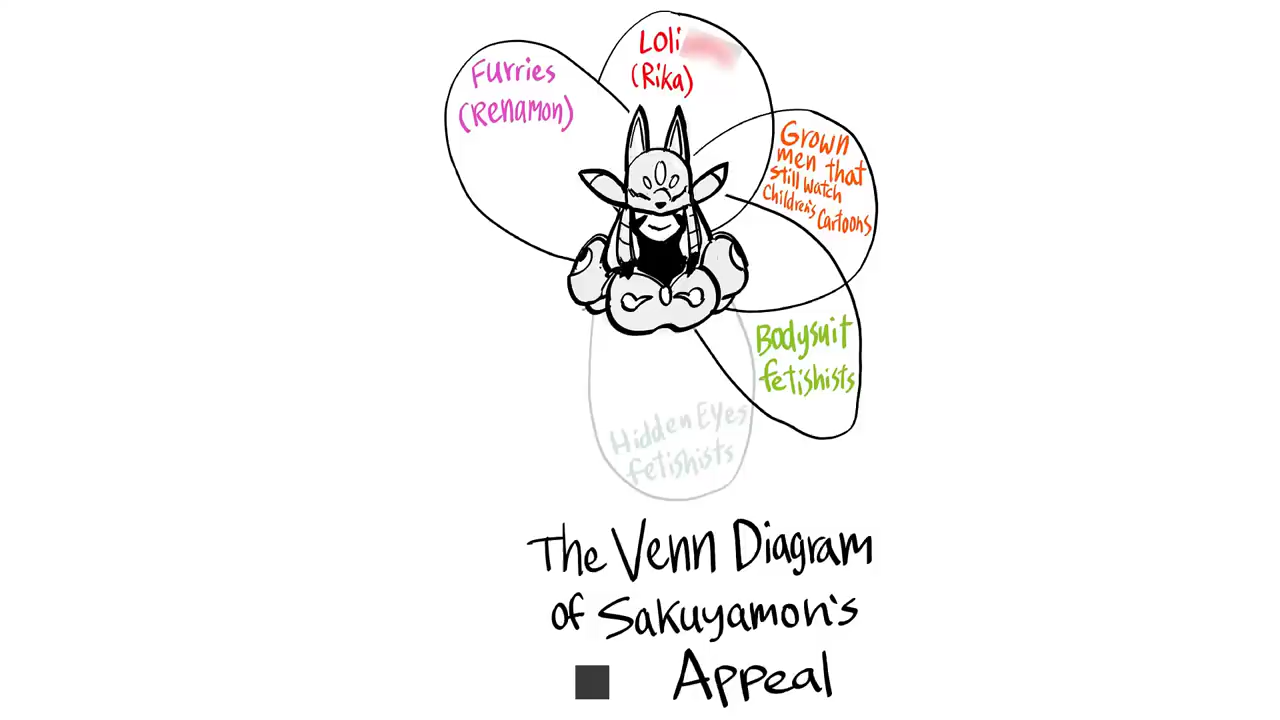 Furries
(Renamon)
Loli
(Rika)
Grown
men that
still watch
children's
Cartoons
Bodysuit
fetishists
Hidden Eyes
fetishists
The Venn Diagram
of Sakuyamon's
Appeal